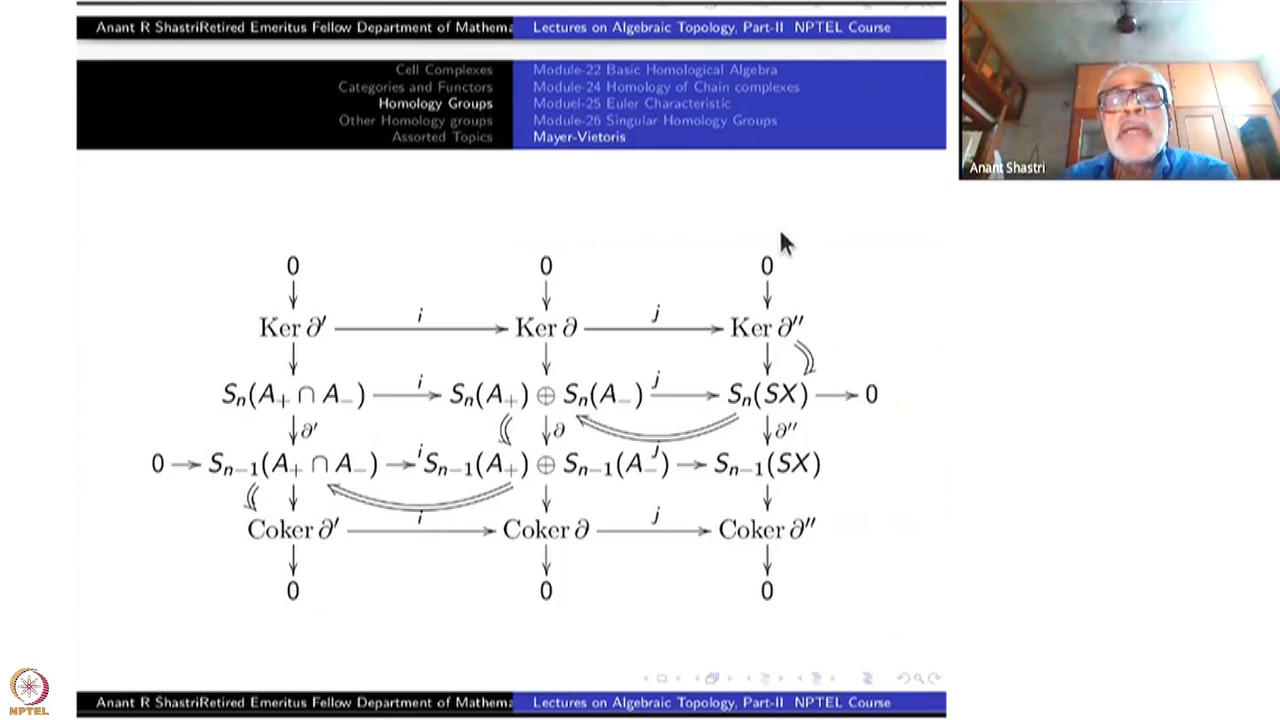 Anant R ShastriRetired Emeritus Fellow Department of Mathema Lectures on Algebraic Topology, Part-II NPTEL Course
Cell Complexes Module-22 Basic Homological Algebra
Categories and Functors Module-24 Homology of Chain complexes
Homology Groups Moduel-25 Euler Characteristic
Other Homology groups Module-26 Singular Homology Groups
Assorted Topics Mayer-Vietoris
Anant Shastri
0 0 0
Ker ∂′ i Ker ∂ j Ker ∂″
Sₙ(A₊ ∩ A₋) i Sₙ(A₊) ⊕ Sₙ(A₋) j Sₙ(SX) → 0
∂′ ∂ ∂″
0 → Sₙ₋₁(A₊ ∩ A₋) → i Sₙ₋₁(A₊) ⊕ Sₙ₋₁(A₋) j → Sₙ₋₁(SX)
Coker ∂′ i Coker ∂ j Coker ∂″
0 0 0
NPTEL
Anant R ShastriRetired Emeritus Fellow Department of Mathema Lectures on Algebraic Topology, Part-II NPTEL Course